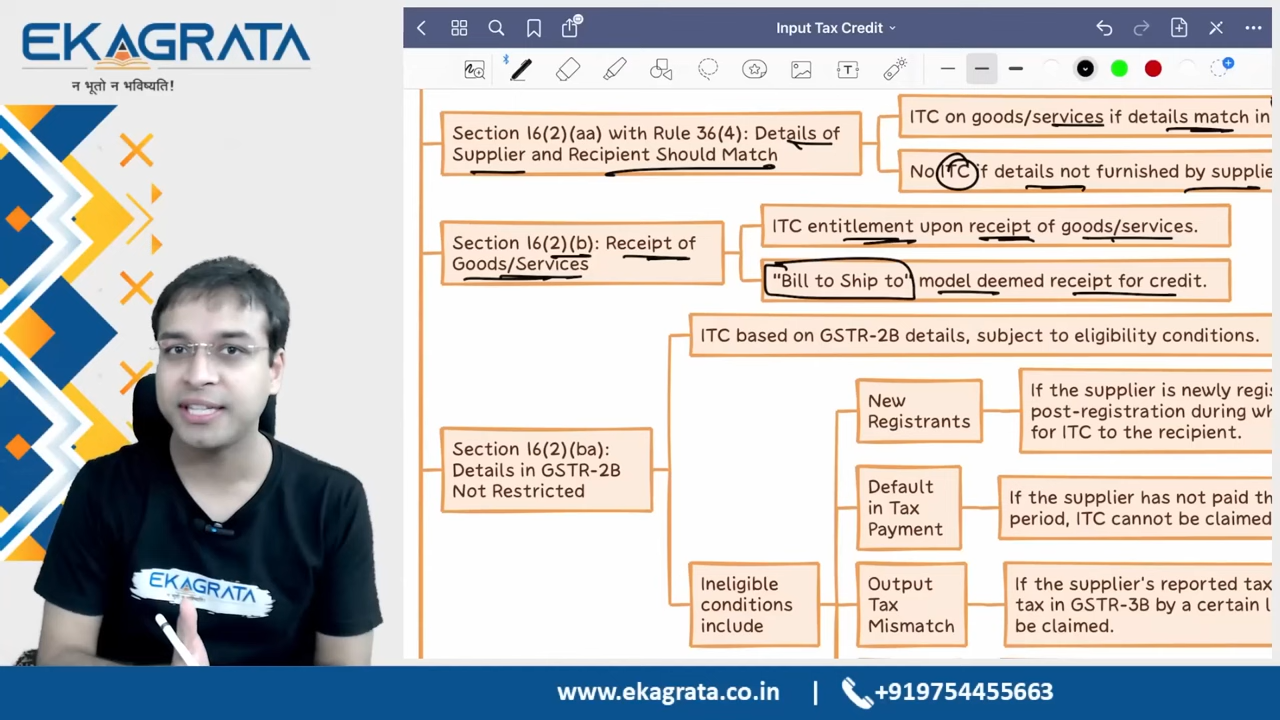 EKAGRATA
न भूतो न भविष्यति!
Input Tax Credit
Section 16(2)(aa) with Rule 36(4): Details of
Supplier and Recipient Should Match
ITC on goods/services if details match in
No ITC if details not furnished by supplie
Section 16(2)(b): Receipt of
Goods/Services
ITC entitlement upon receipt of goods/services.
"Bill to Ship to" model deemed receipt for credit.
Section 16(2)(ba):
Details in GSTR-2B
Not Restricted
ITC based on GSTR-2B details, subject to eligibility conditions.
Ineligible
conditions
include
New
Registrants
If the supplier is newly regis
post-registration during wh
for ITC to the recipient.
Default
in Tax
Payment
If the supplier has not paid th
period, ITC cannot be claimed
Output
Tax
Mismatch
If the supplier's reported tax
tax in GSTR-3B by a certain l
be claimed.
EKAGRATA
www.ekagrata.co.in | +919754455663